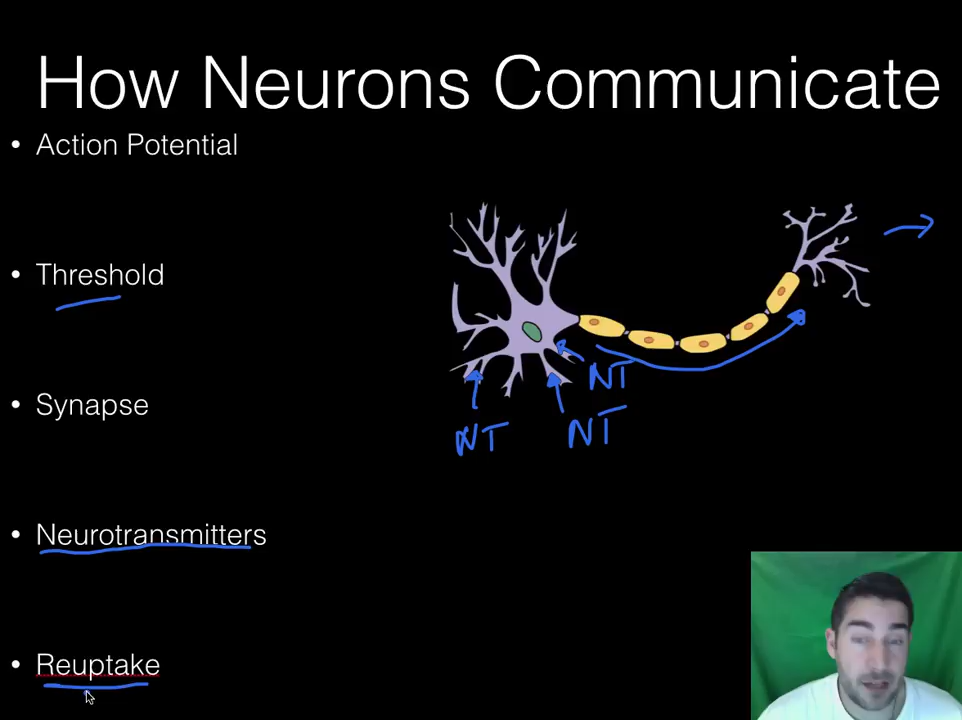 How Neurons Communicate
• Action Potential
• Threshold
• Synapse
• Neurotransmitters
• Reuptake
NT
NT
NT